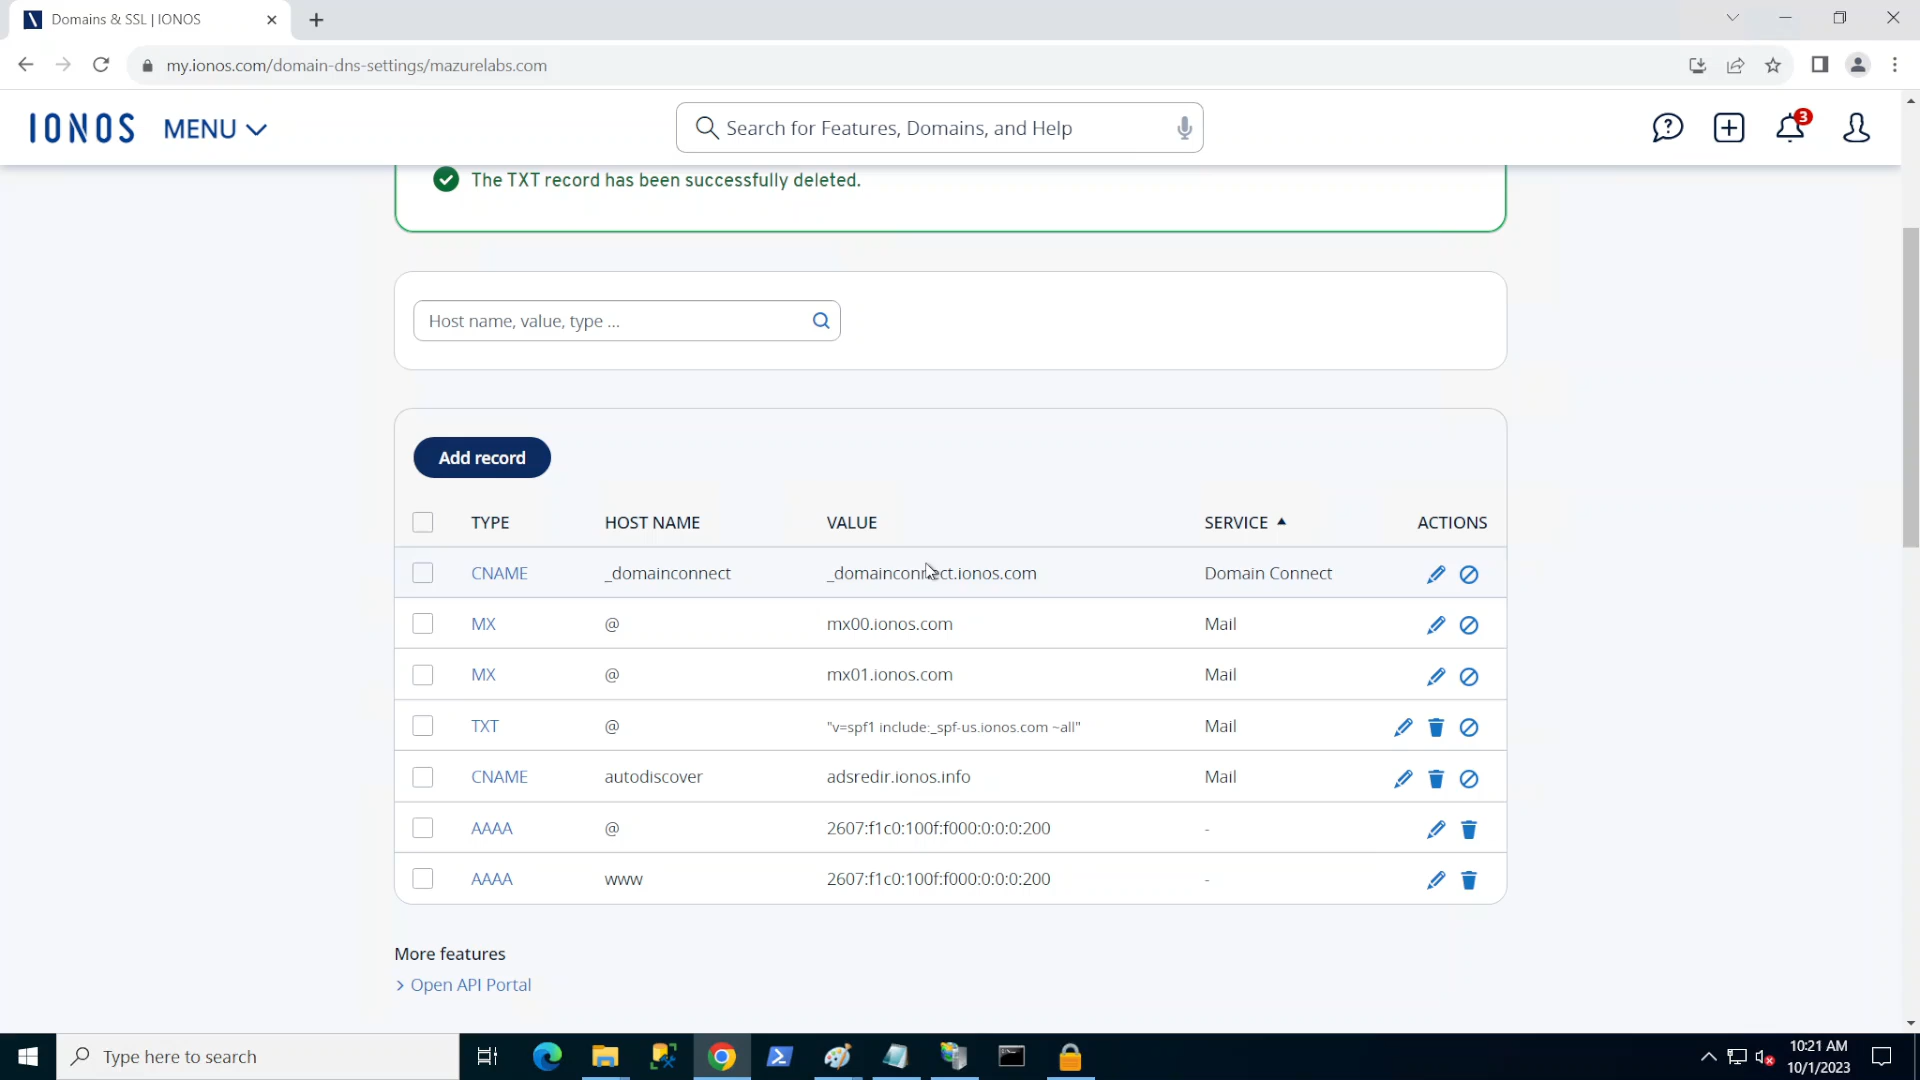 Domains & SSL | IONOS
my.ionos.com/domain-dns-settings/mazurelabs.com
IONOS MENU Search for Features, Domains, and Help 3
The TXT record has been successfully deleted.
Host name, value, type ...
Add record
TYPE HOST NAME VALUE SERVICE ACTIONS
CNAME _domainconnect _domainconnect.ionos.com Domain Connect
MX @ mx00.ionos.com Mail
MX @ mx01.ionos.com Mail
TXT @ "v=spf1 include:_spf-us.ionos.com ~all" Mail
CNAME autodiscover adsredir.ionos.info Mail
AAAA @ 2607:f1c0:100f:f000:0:0:0:200 -
AAAA www 2607:f1c0:100f:f000:0:0:0:200 -
More features
> Open API Portal
Type here to search 10:21 AM
10/1/2023